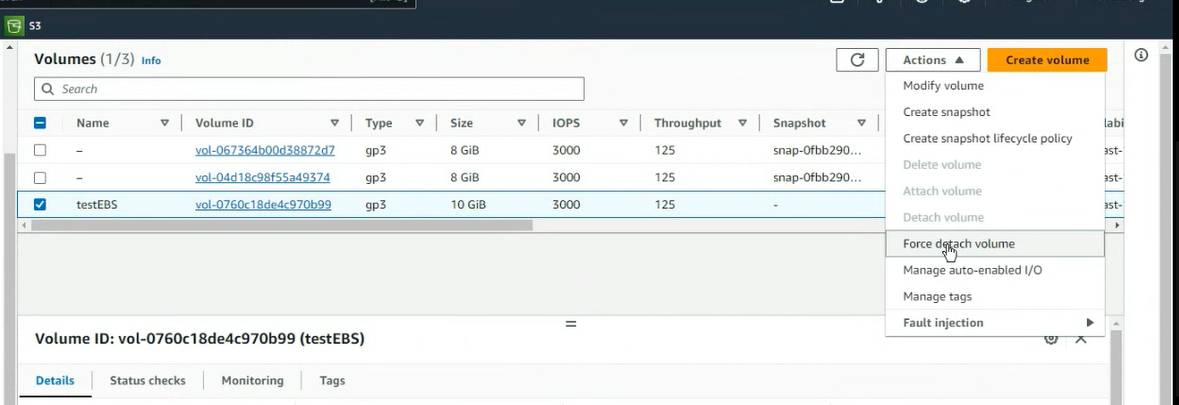 S3
Volumes (1/3) Info
Actions
Create volume
Search
Name Volume ID Type Size IOPS Throughput Snapshot
– vol-067364b00d38872d7 gp3 8 GiB 3000 125 snap-0fbb290...
– vol-04d18c98f55a49374 gp3 8 GiB 3000 125 snap-0fbb290...
testEBS vol-0760c18de4c970b99 gp3 10 GiB 3000 125 -
Modify volume
Create snapshot
Create snapshot lifecycle policy
Delete volume
Attach volume
Detach volume
Force detach volume
Manage auto-enabled I/O
Manage tags
Fault injection
Volume ID: vol-0760c18de4c970b99 (testEBS)
Details Status checks Monitoring Tags